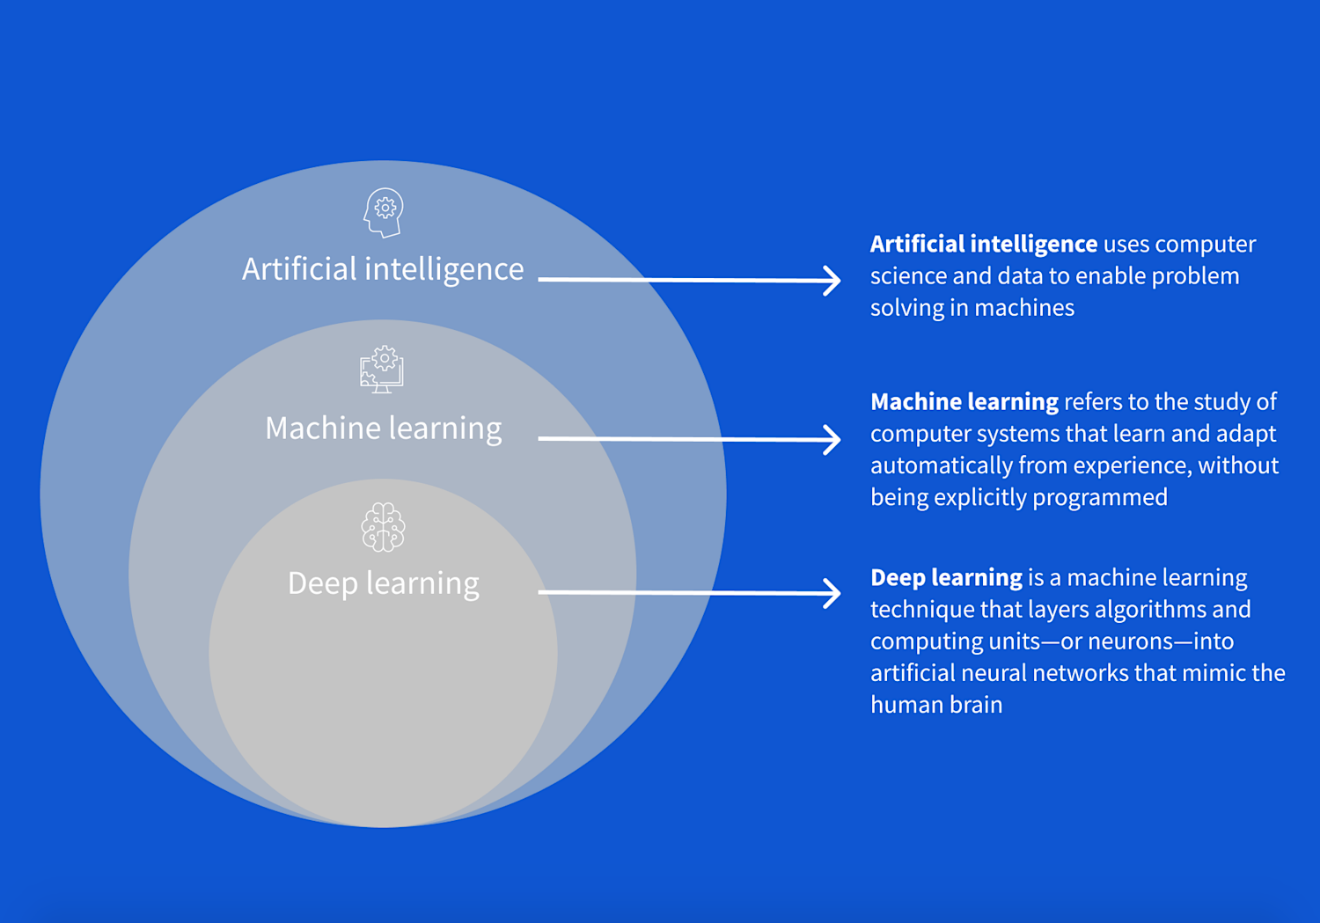 Artificial intelligence
Machine learning
Deep learning
Artificial intelligence uses computer
science and data to enable problem
solving in machines
Machine learning refers to the study of
computer systems that learn and adapt
automatically from experience, without
being explicitly programmed
Deep learning is a machine learning
technique that layers algorithms and
computing units—or neurons—into
artificial neural networks that mimic the
human brain